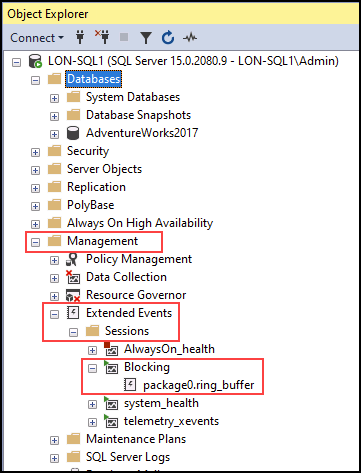 Object Explorer
Connect
LON-SQL1 (SQL Server 15.0.2080.9 - LON-SQL1\Admin)
Databases
System Databases
Database Snapshots
AdventureWorks2017
Security
Server Objects
Replication
PolyBase
Always On High Availability
Management
Policy Management
Data Collection
Resource Governor
Extended Events
Sessions
AlwaysOn_health
Blocking
package0.ring_buffer
system_health
telemetry_xevents
Maintenance Plans
SQL Server Logs